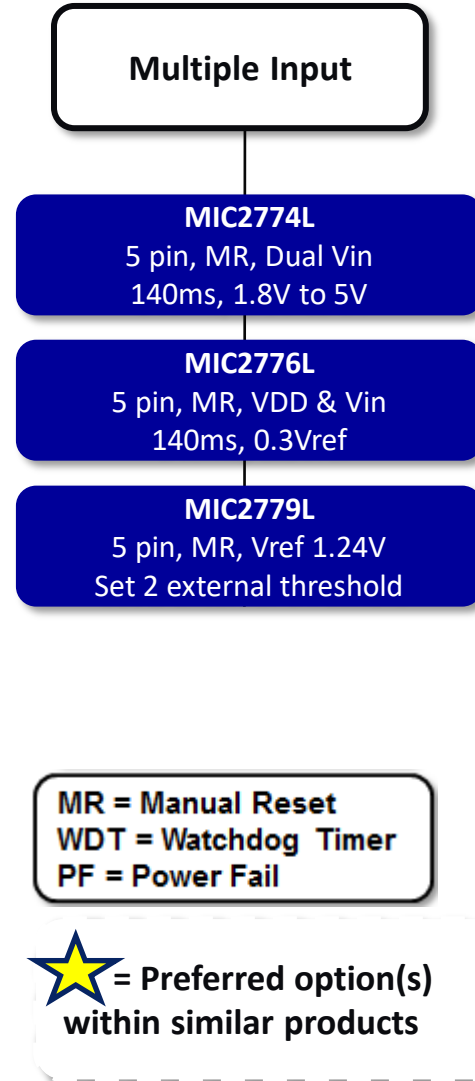 Multiple Input
MIC2774L
5 pin, MR, Dual Vin
140ms, 1.8V to 5V
MIC2776L
5 pin, MR, VDD & Vin
140ms, 0.3Vref
MIC2779L
5 pin, MR, Vref 1.24V
Set 2 external threshold
MR = Manual Reset
WDT = Watchdog Timer
PF = Power Fail
= Preferred option(s)
within similar products